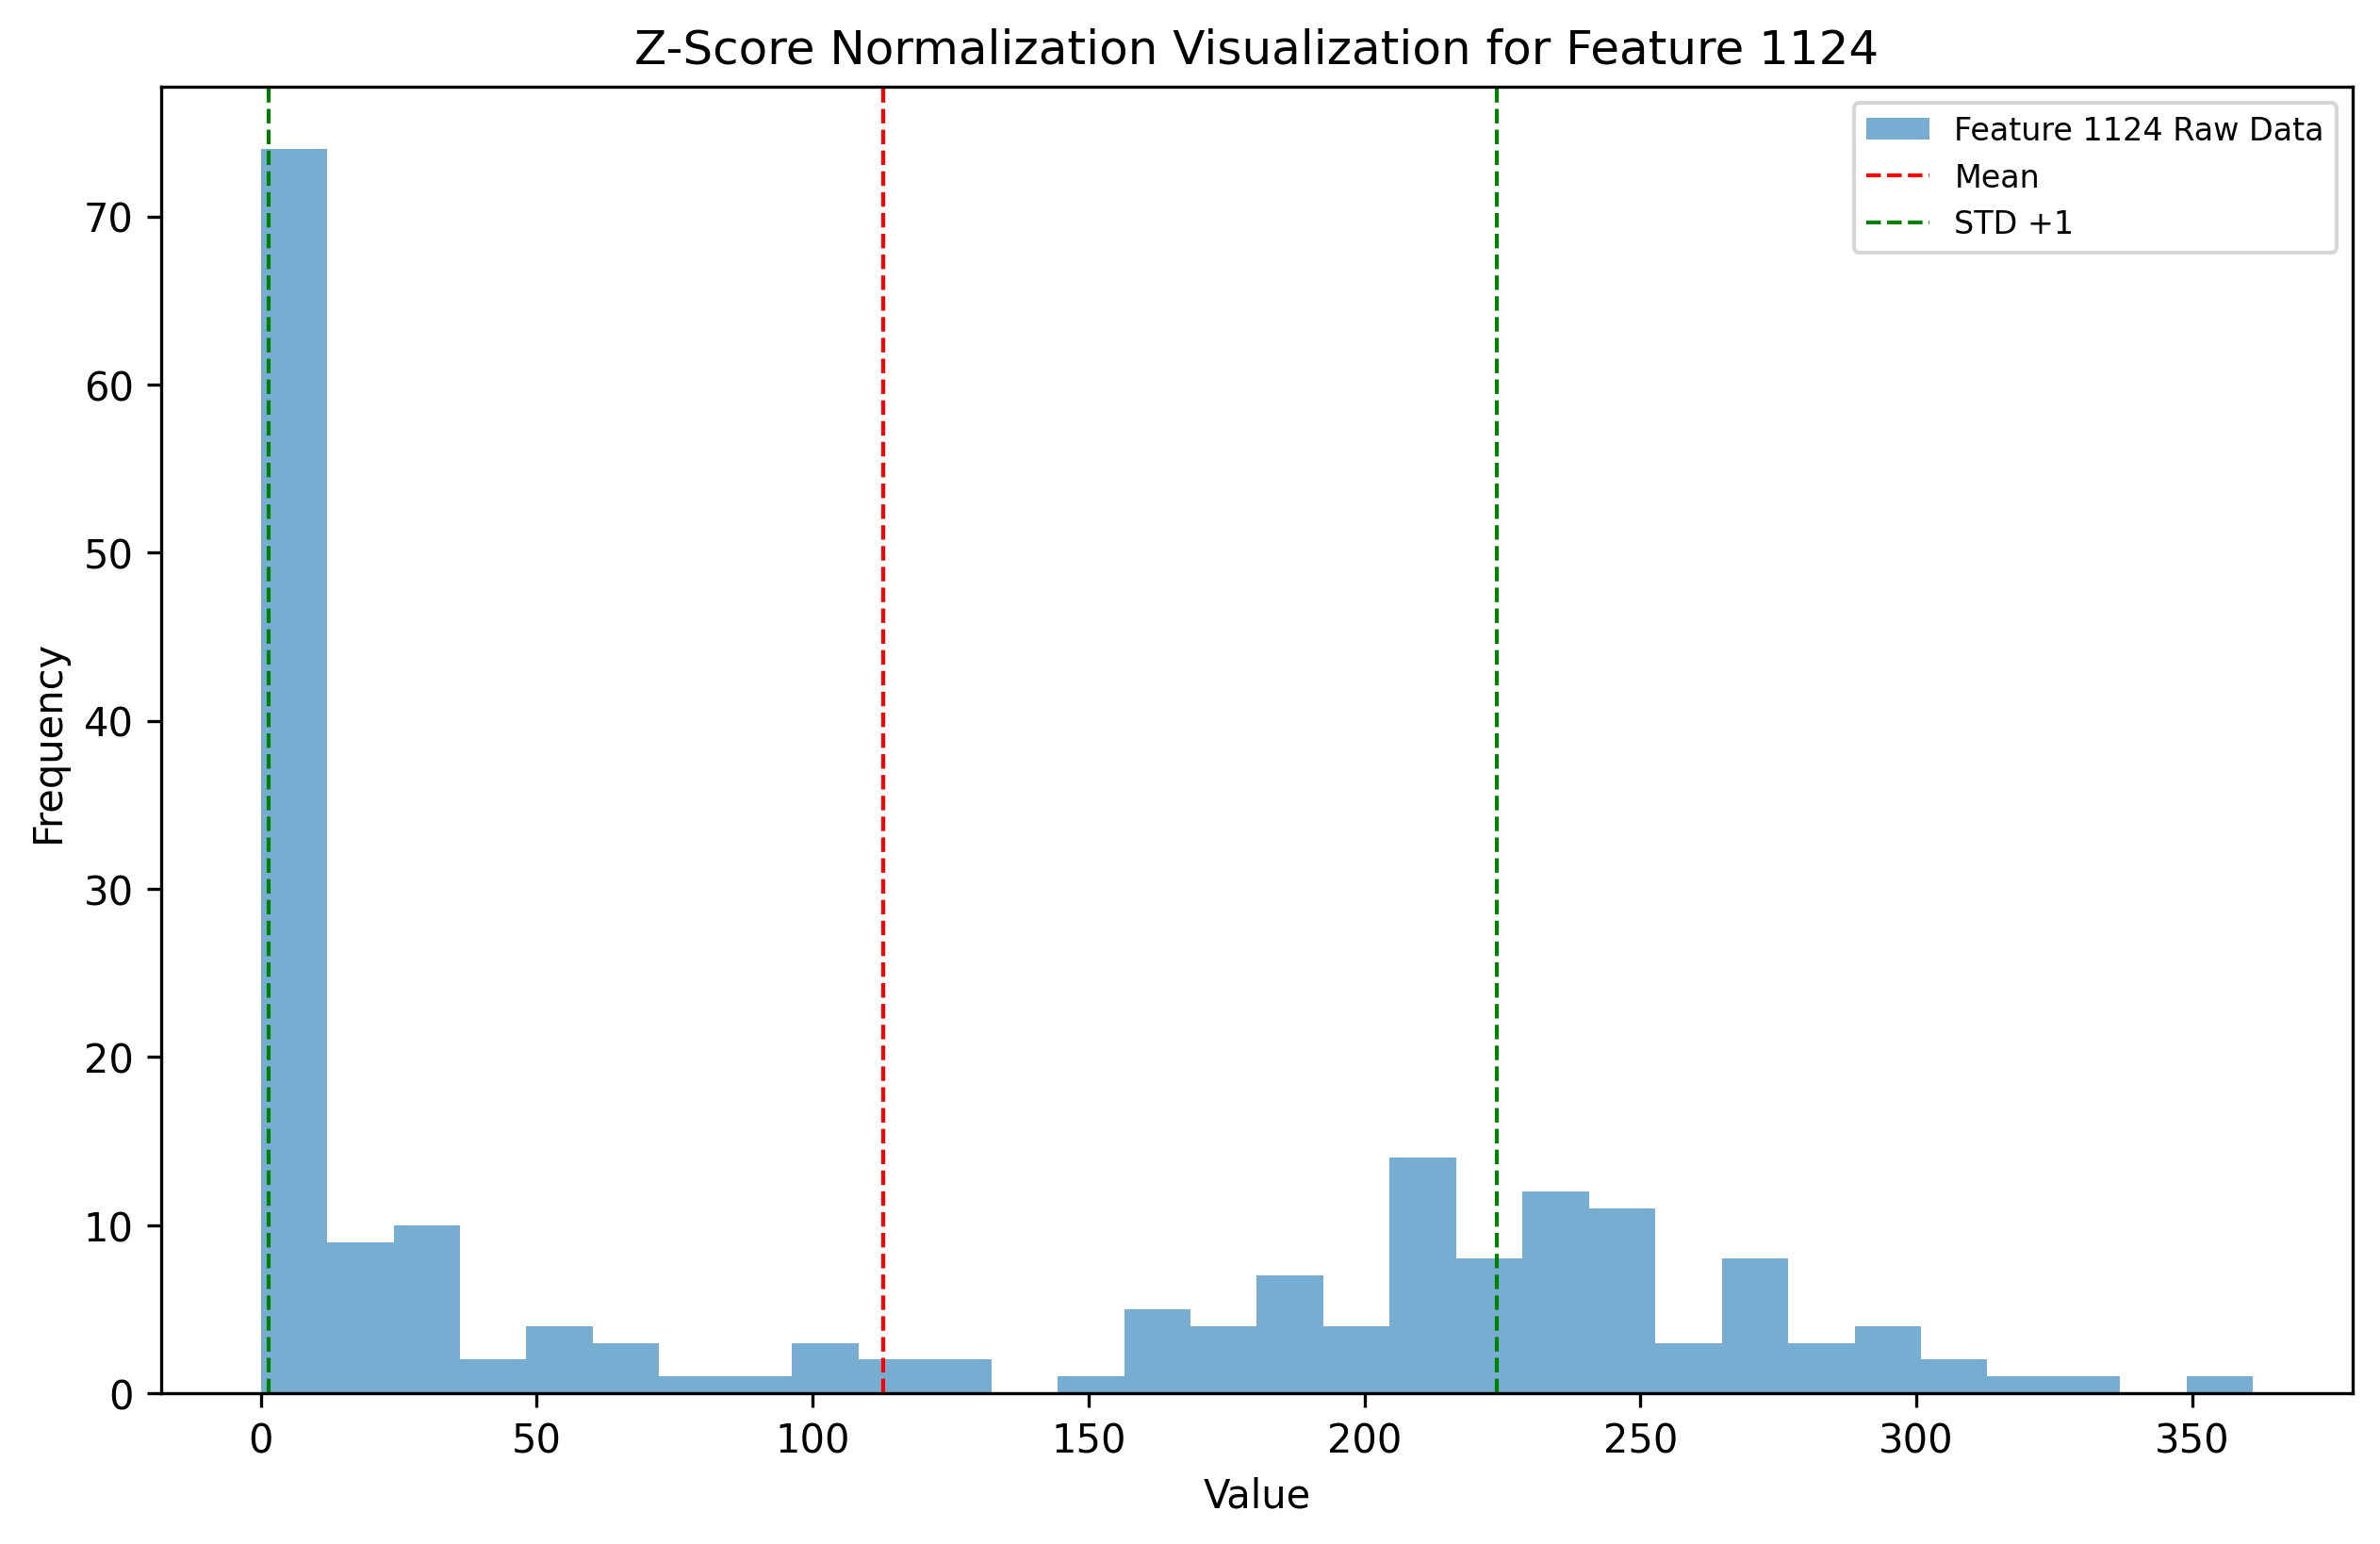 Z-Score Normalization Visualization for Feature 1124
Feature 1124 Raw Data
Mean
STD +1
70
60
50
40
30
20
10
0
Frequency
0 50 100 150 200 250 300 350
Value